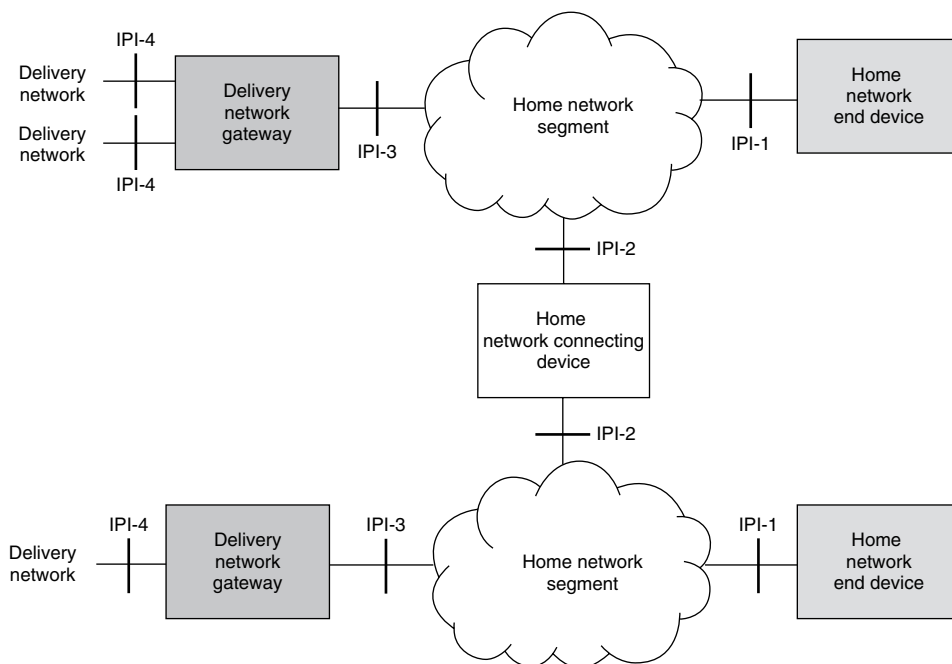 IPI-4
Delivery
network
Delivery
network
IPI-4
Delivery
network
gateway
IPI-3
Home network
segment
IPI-1
Home
network
end device
IPI-2
Home
network connecting
device
IPI-2
Delivery
network
IPI-4
Delivery
network
gateway
IPI-3
Home network
segment
IPI-1
Home
network
end device